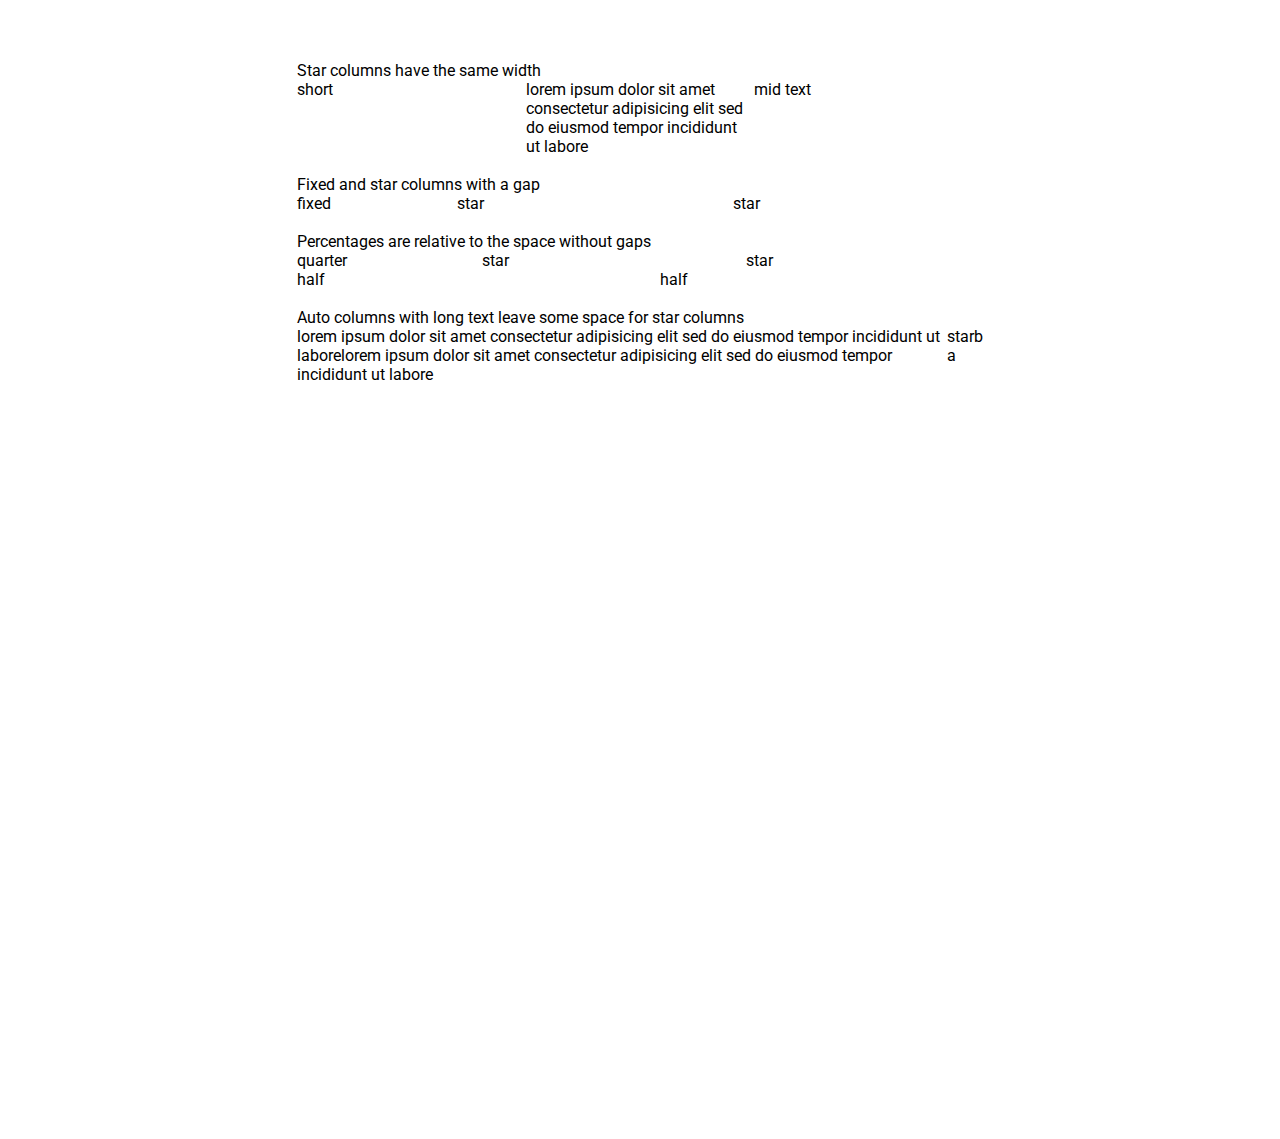 Star columns have the same width
short lorem ipsum dolor sit amet mid text
consectetur adipisicing elit sed
do eiusmod tempor incididunt
ut labore
Fixed and star columns with a gap
fixed star star
Percentages are relative to the space without gaps
quarter star star
half half
Auto columns with long text leave some space for star columns
lorem ipsum dolor sit amet consectetur adipisicing elit sed do eiusmod tempor incididunt ut starb
laborelorem ipsum dolor sit amet consectetur adipisicing elit sed do eiusmod tempor a
incididunt ut labore